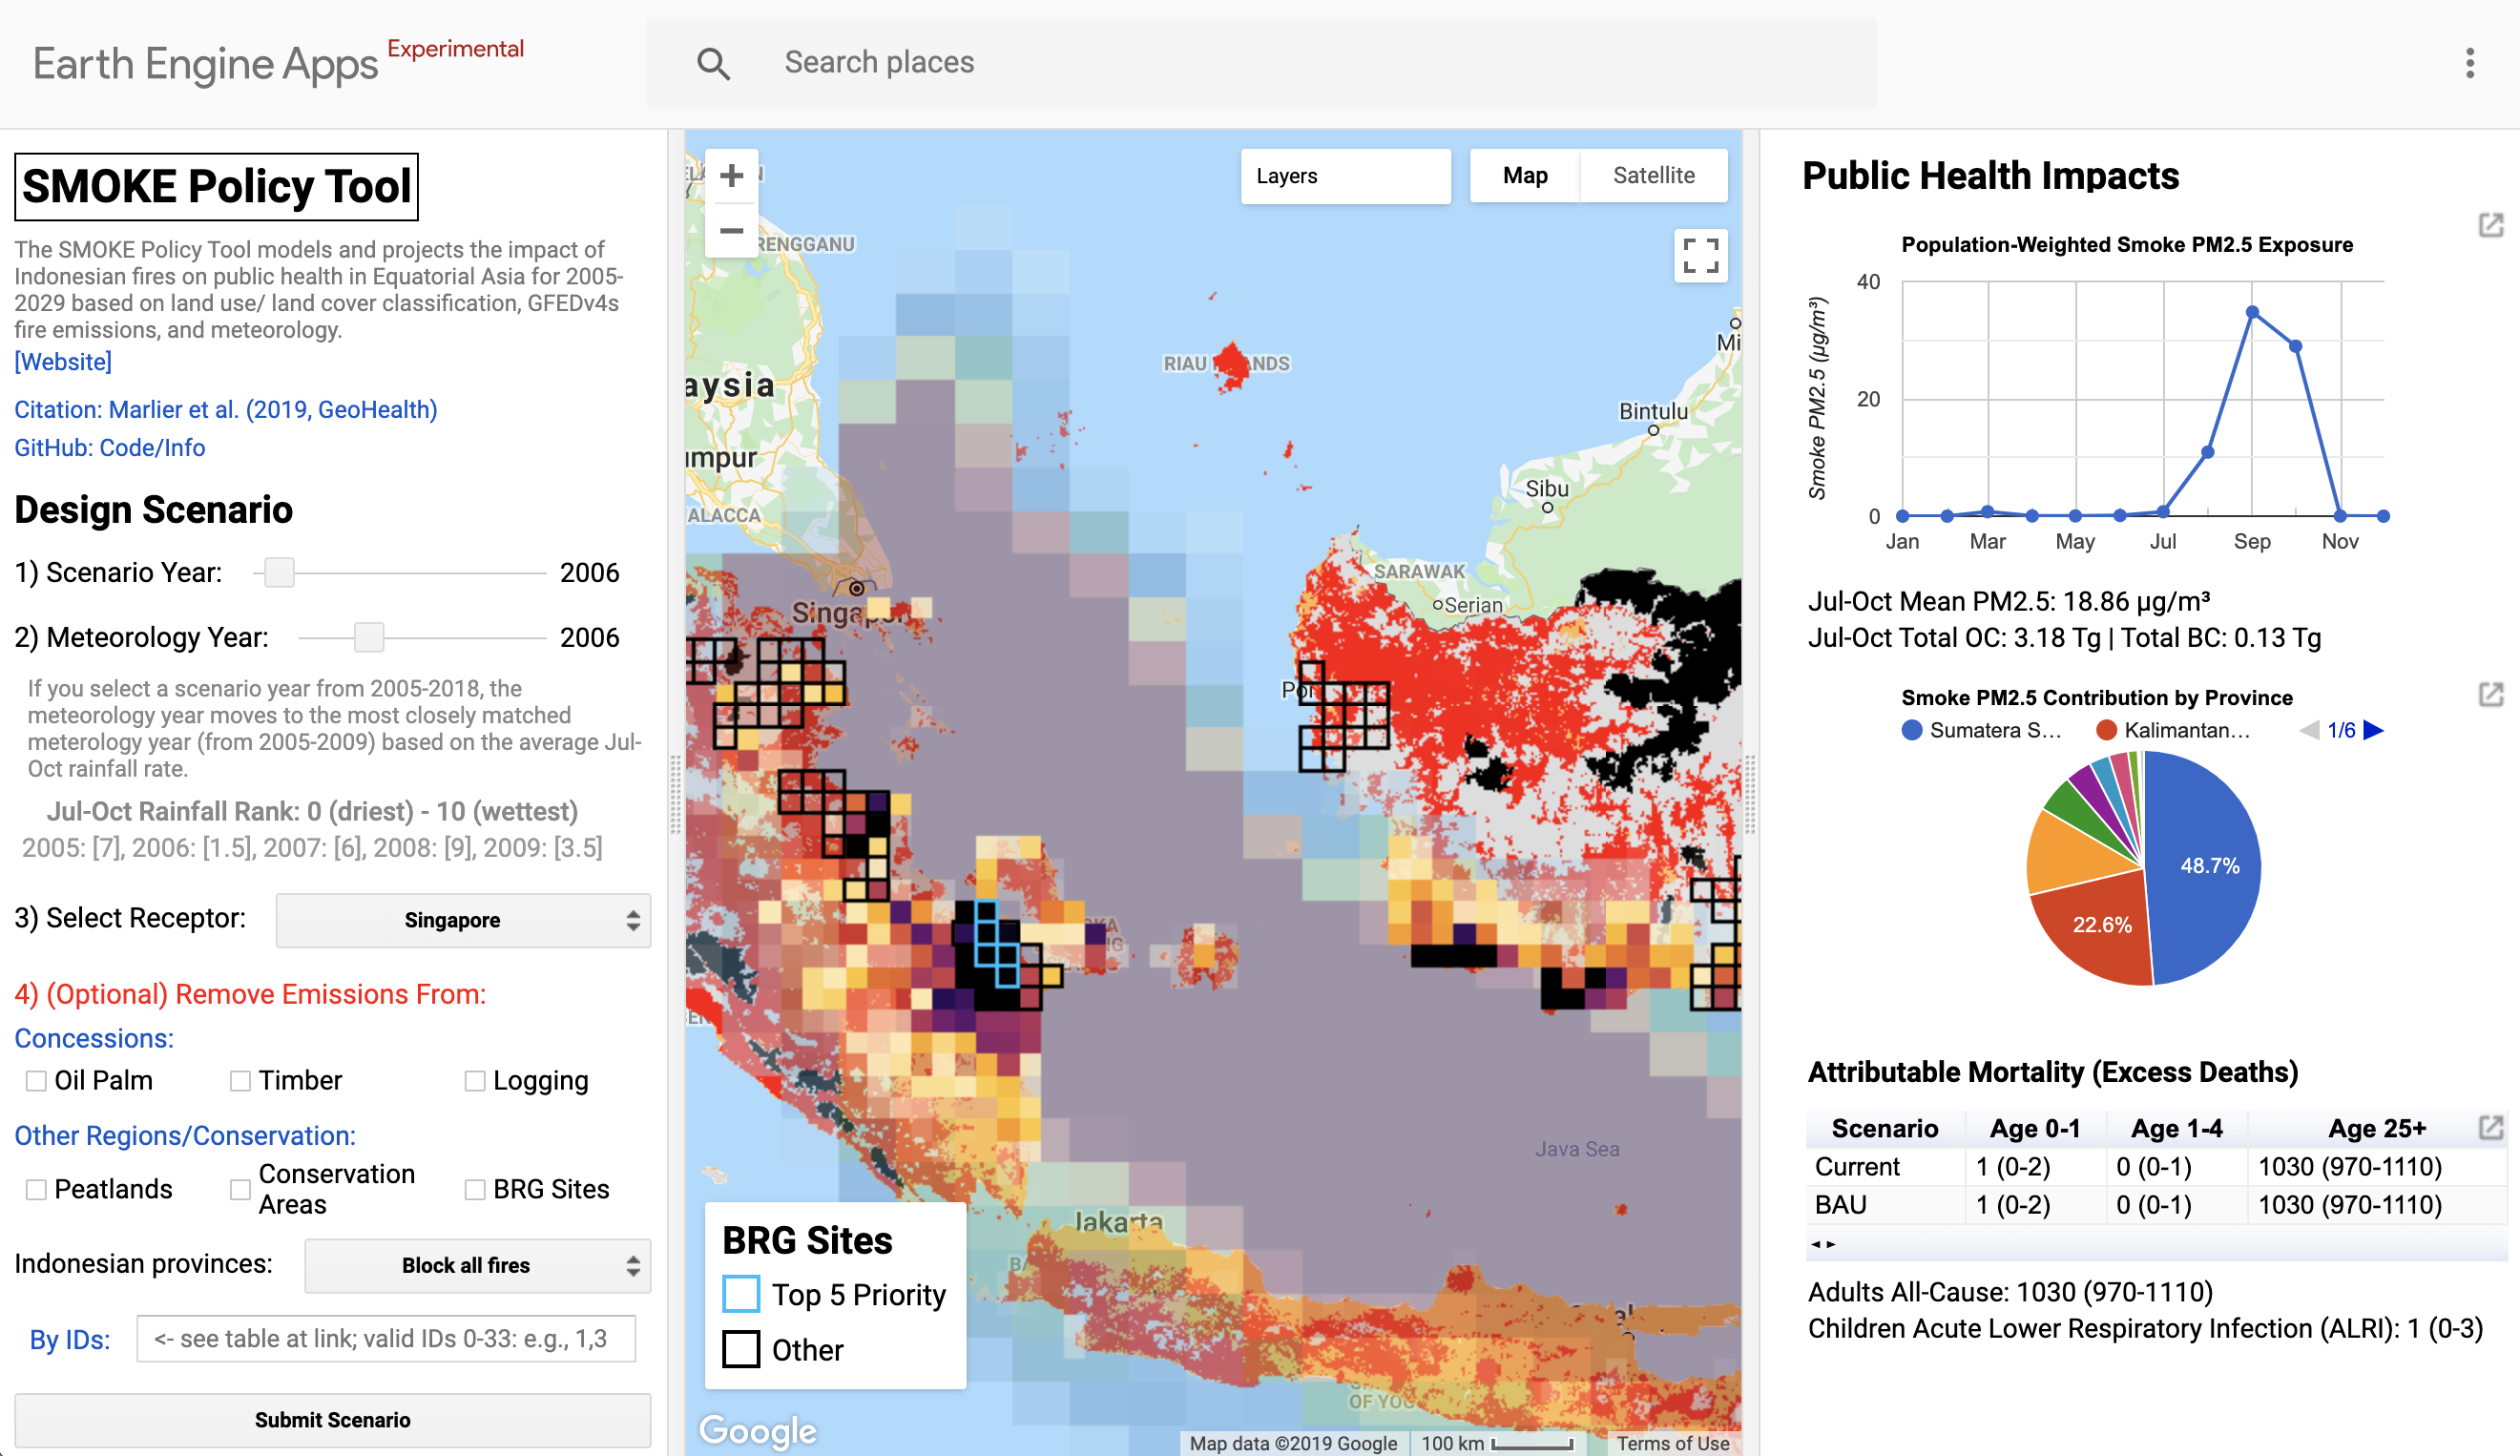 Earth Engine Apps Experimental
Search places
SMOKE Policy Tool
The SMOKE Policy Tool models and projects the impact of
Indonesian fires on public health in Equatorial Asia for 2005-
2029 based on land use/ land cover classification, GFEDv4s
fire emissions, and meteorology.
[Website]
Citation: Marlier et al. (2019, GeoHealth)
GitHub: Code/Info
Design Scenario
1) Scenario Year: 2006
2) Meteorology Year: 2006
If you select a scenario year from 2005-2018, the
meteorology year moves to the most closely matched
meterology year (from 2005-2009) based on the average Jul-
Oct rainfall rate.
Jul-Oct Rainfall Rank: 0 (driest) - 10 (wettest)
2005: [7], 2006: [1.5], 2007: [6], 2008: [9], 2009: [3.5]
3) Select Receptor: Singapore
4) (Optional) Remove Emissions From:
Concessions:
Oil Palm Timber Logging
Other Regions/Conservation:
Peatlands Conservation Areas BRG Sites
Indonesian provinces: Block all fires
By IDs: <- see table at link; valid IDs 0-33: e.g., 1,3
Submit Scenario
+
−
Layers
Map Satellite
RENGGANU
RIAU
NDS
Mi
aysia
Bintulu
umpur
Sibu
ALACCA
SARAWAK
Serian
Singapor
Java Sea
Jakarta
OF YOG
BRG Sites
Top 5 Priority
Other
Google
Map data ©2019 Google 100 km Terms of Use
Public Health Impacts
Population-Weighted Smoke PM2.5 Exposure
Smoke PM2.5 (µg/m³)
40
20
0
Jan Mar May Jul Sep Nov
Jul-Oct Mean PM2.5: 18.86 µg/m³
Jul-Oct Total OC: 3.18 Tg | Total BC: 0.13 Tg
Smoke PM2.5 Contribution by Province
Sumatera S... Kalimantan... 1/6
48.7%
22.6%
Attributable Mortality (Excess Deaths)
Scenario Age 0-1 Age 1-4 Age 25+
Current 1 (0-2) 0 (0-1) 1030 (970-1110)
BAU 1 (0-2) 0 (0-1) 1030 (970-1110)
Adults All-Cause: 1030 (970-1110)
Children Acute Lower Respiratory Infection (ALRI): 1 (0-3)